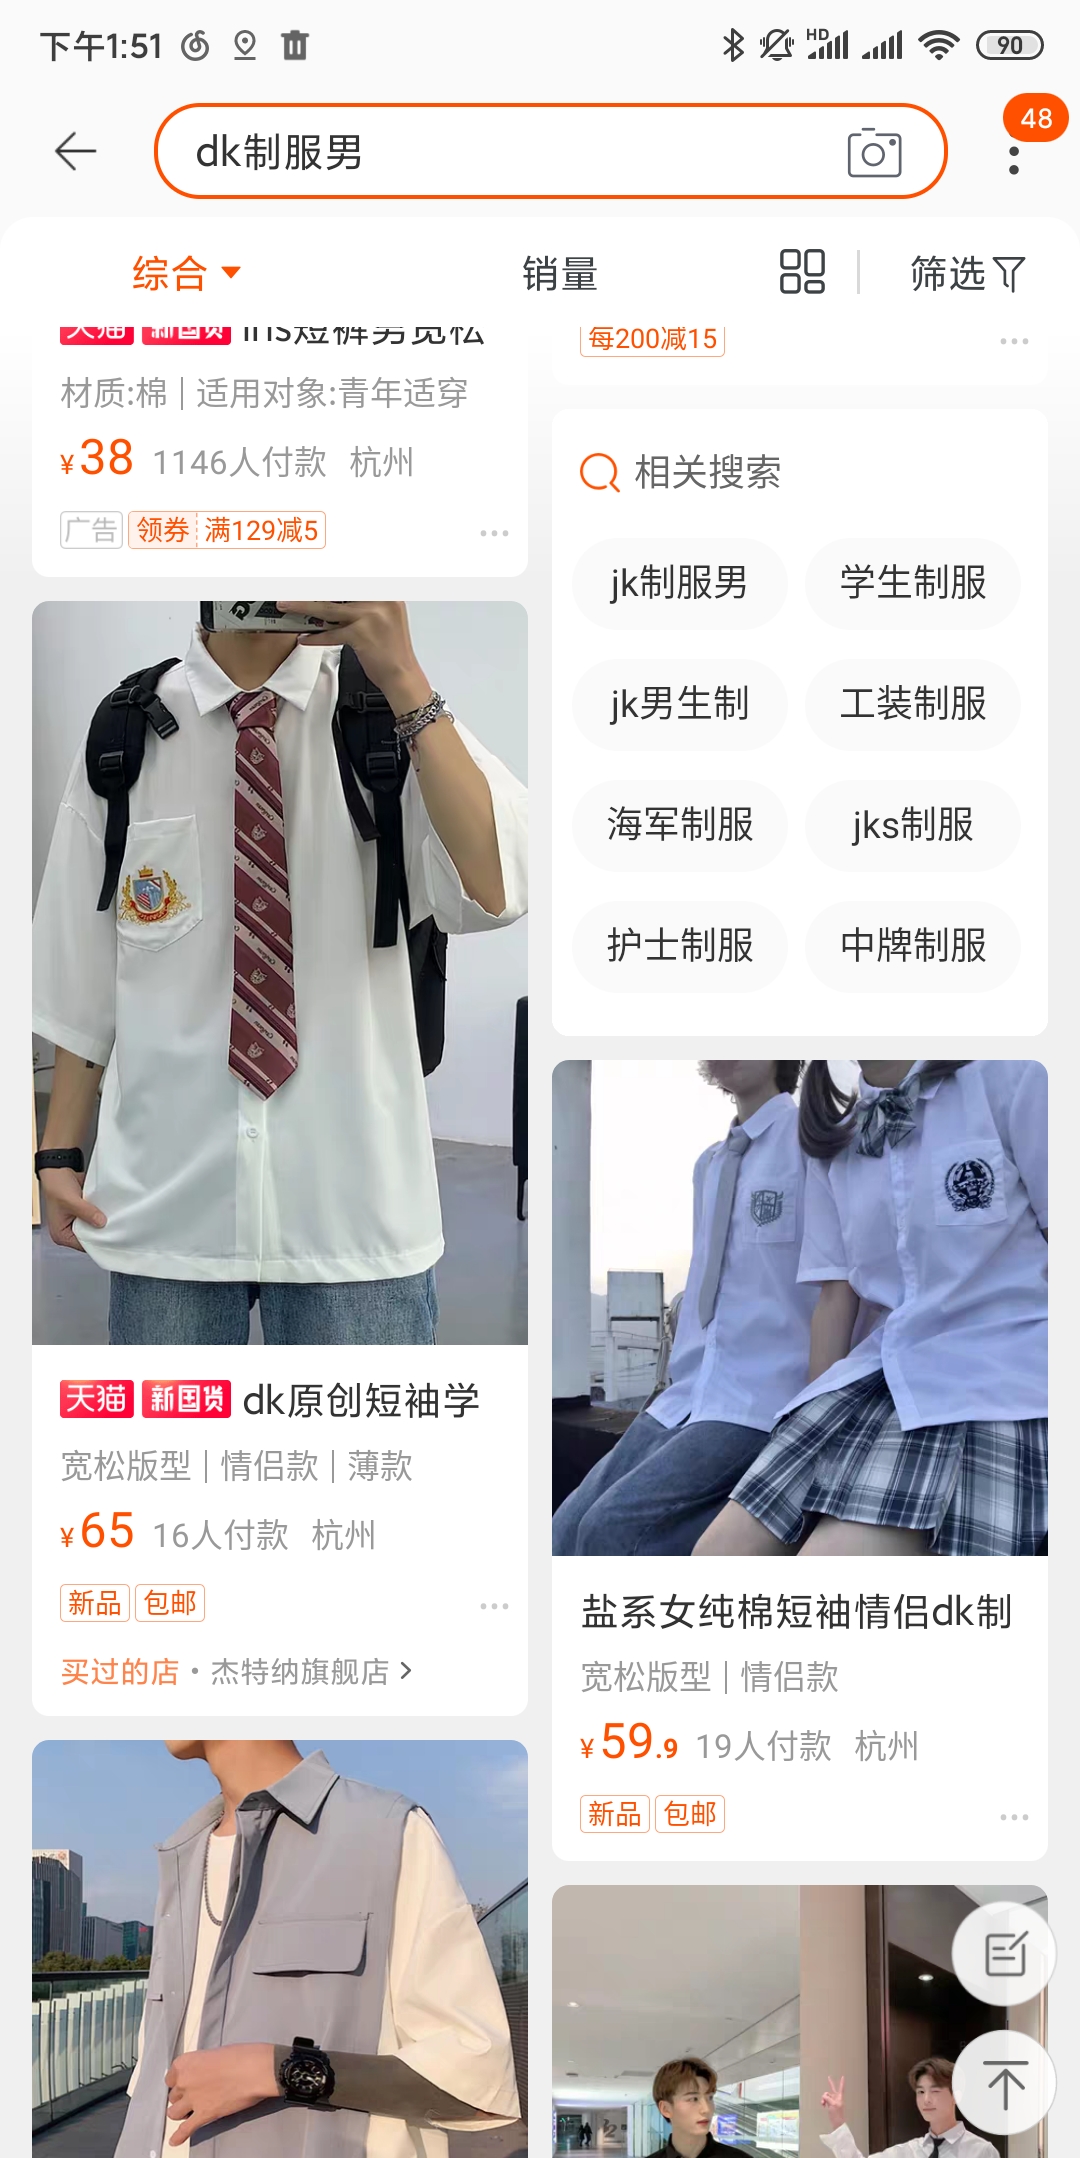 下午1:51
HD
90
48
dk制服男
综合
销量
筛选
天猫 新国货 ins短裤男宽松
材质:棉 | 适用对象:青年适穿
¥38 1146人付款 杭州
广告 领券 满129减5
天猫 新国货 dk原创短袖学
宽松版型 | 情侣款 | 薄款
¥65 16人付款 杭州
新品 包邮
买过的店 · 杰特纳旗舰店 >
每200减15
相关搜索
jk制服男
学生制服
jk男生制
工装制服
海军制服
jks制服
护士制服
中牌制服
盐系女纯棉短袖情侣dk制
宽松版型 | 情侣款
¥59.9 19人付款 杭州
新品 包邮